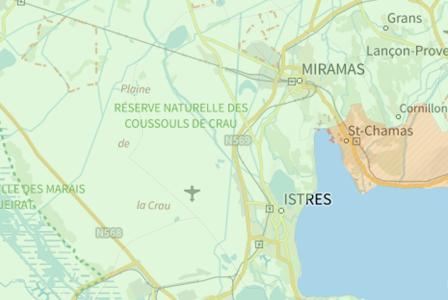 Grans
Lançon-Prove
MIRAMAS
Plaine
RÉSERVE NATURELLE DES
COUSSOULS DE CRAU
Cornillon
St-Chamas
de
N569
LLE DES MARAIS
UEIRAT
la Crau
ISTRES
N568